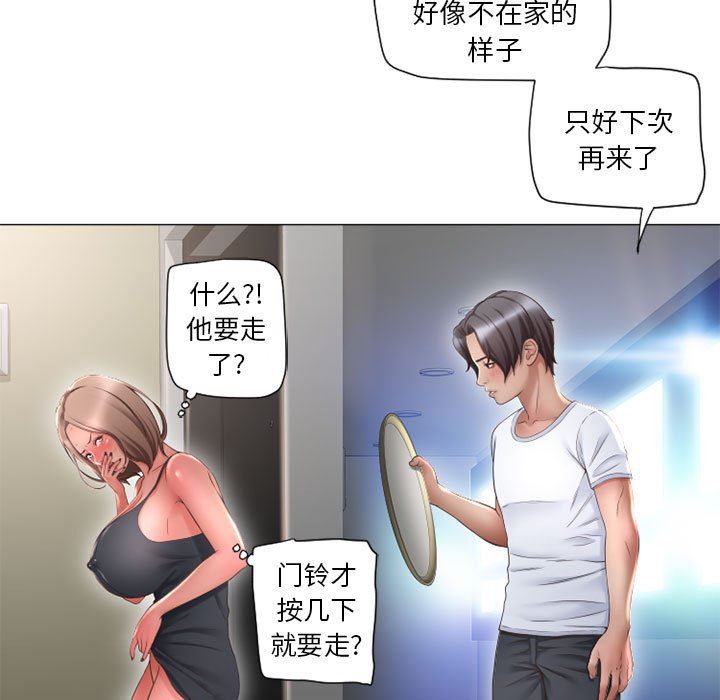 好像不在家的
样子
只好下次
再来了
什么?!
他要走
了?
门铃才
按几下
就要走?